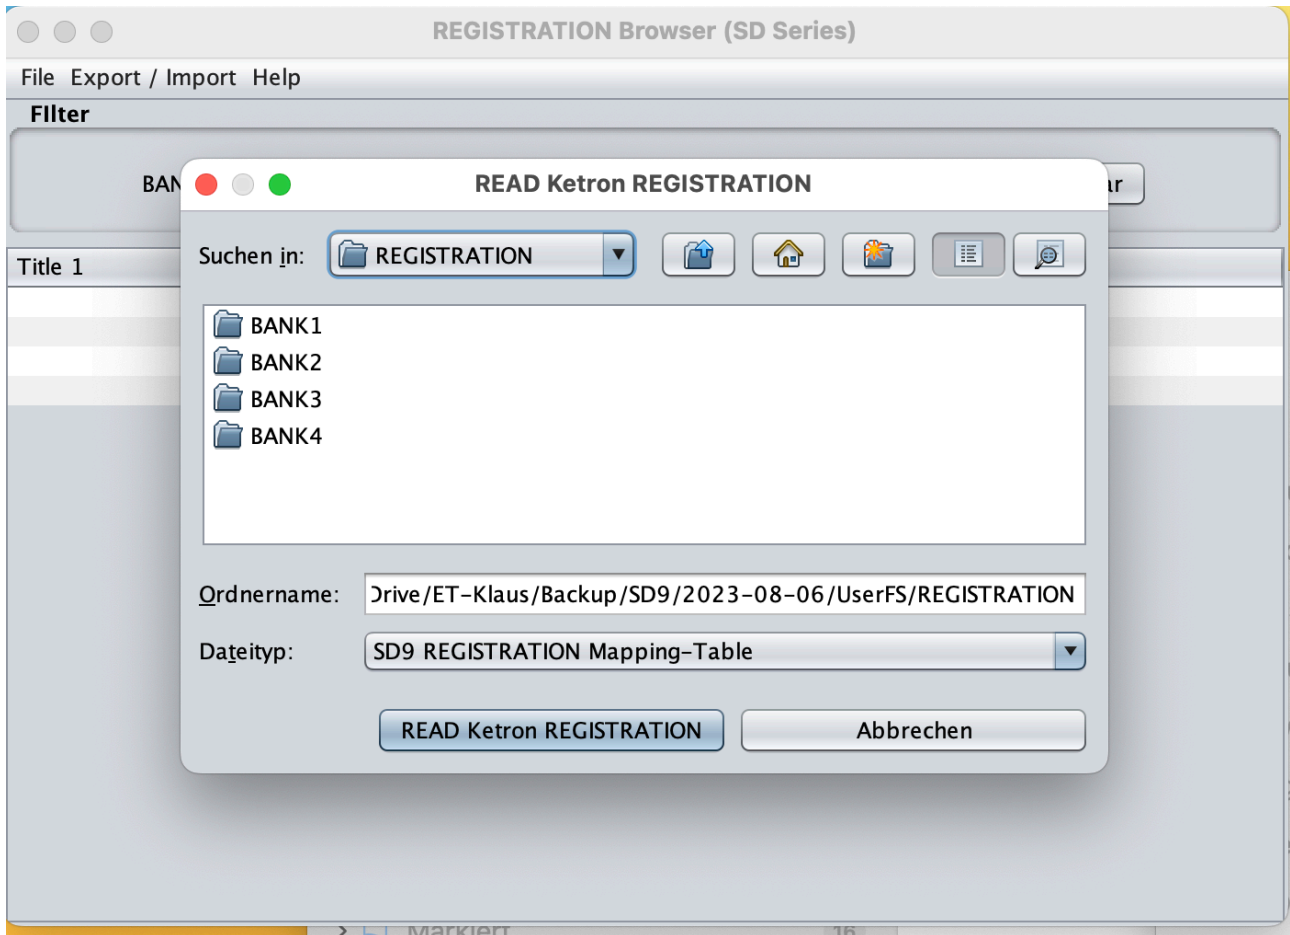 REGISTRATION Browser (SD Series)
File Export / Import Help
FIlter
READ Ketron REGISTRATION
Suchen in: REGISTRATION
Title 1
BANK1
BANK2
BANK3
BANK4
Ordnername: Drive/ET-Klaus/Backup/SD9/2023-08-06/UserFS/REGISTRATION
Dateityp: SD9 REGISTRATION Mapping-Table
READ Ketron REGISTRATION Abbrechen